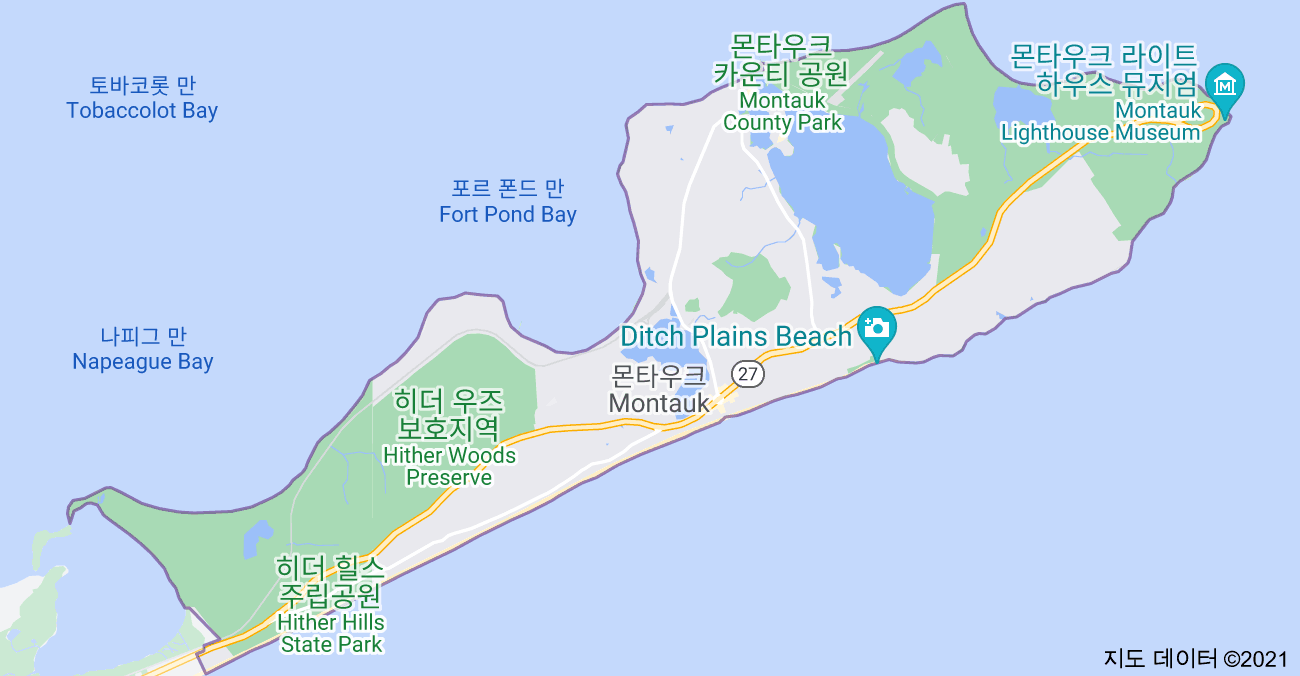 몬타우크
카운티 공원
Montauk
County Park
몬타우크 라이트
하우스 뮤지엄
Montauk
Lighthouse Museum
토바코롯 만
Tobaccolot Bay
포르 폰드 만
Fort Pond Bay
나피그 만
Napeague Bay
Ditch Plains Beach
몬타우크
Montauk
27
히더 우즈
보호지역
Hither Woods
Preserve
히더 힐스
주립공원
Hither Hills
State Park
지도 데이터 ©2021